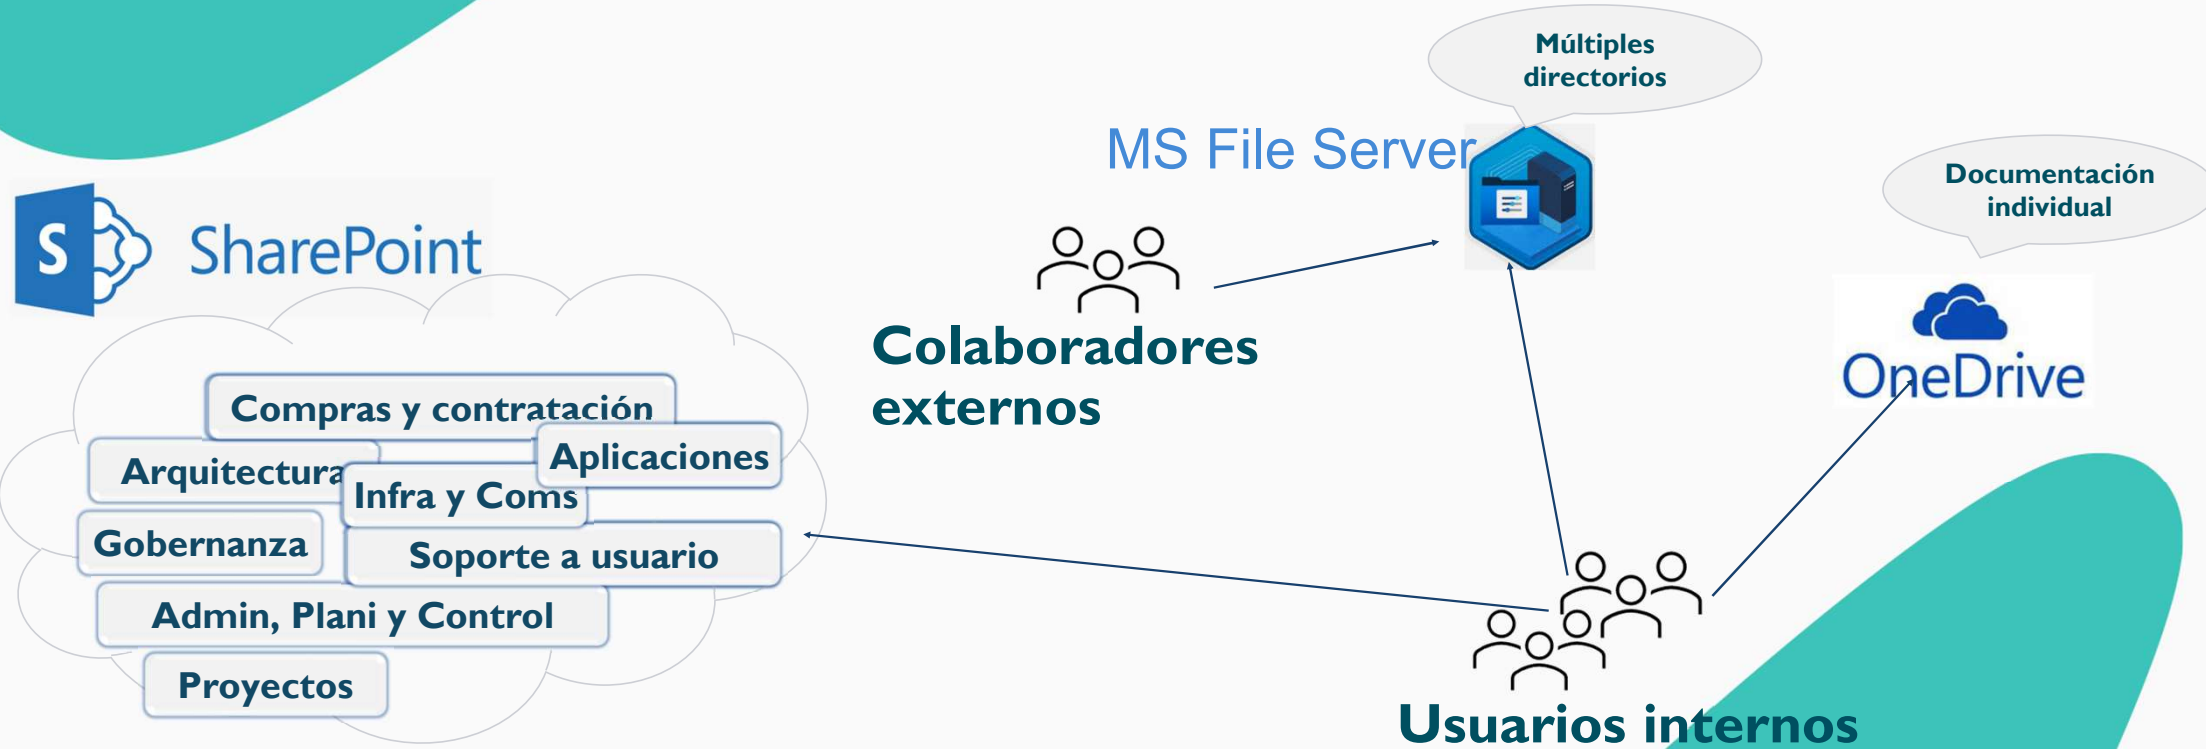 Múltiples
directorios
MS File Server
Documentación
individual
S
SharePoint
Colaboradores
externos
OneDrive
Compras y contratación
Aplicaciones
Arquitectura
Infra y Coms
Gobernanza
Soporte a usuario
Admin, Plani y Control
Proyectos
Usuarios internos